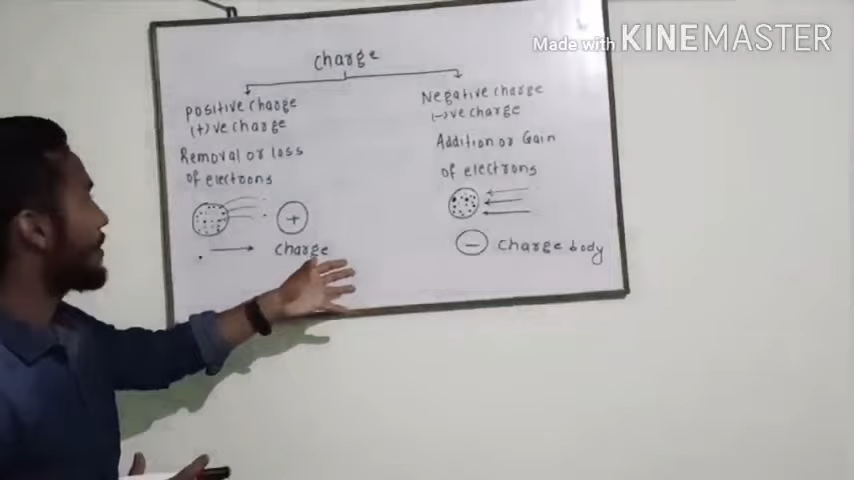 Made with KINEMASTER
charge
Positive charge
(+)ve charge
Removal or loss
of electrons
+
charge
Negative charge
(-)ve charge
Addition or Gain
of electrons
- charge body